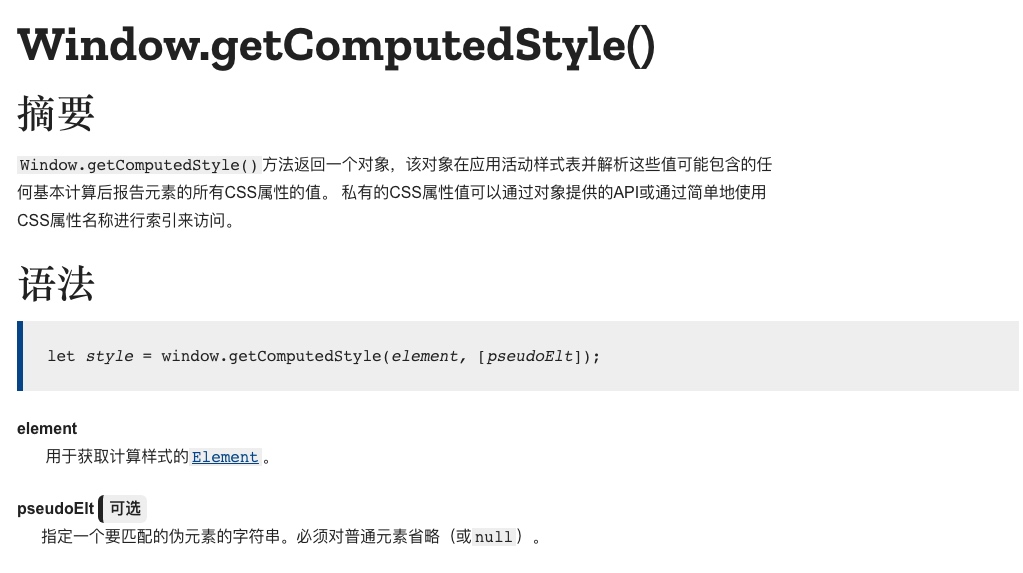 Window.getComputedStyle()
摘要
Window.getComputedStyle()方法返回一个对象，该对象在应用活动样式表并解析这些值可能包含的任
何基本计算后报告元素的所有CSS属性的值。 私有的CSS属性值可以通过对象提供的API或通过简单地使用
CSS属性名称进行索引来访问。
语法
let style = window.getComputedStyle(element, [pseudoElt]);
element
用于获取计算样式的Element。
pseudoElt 可选
指定一个要匹配的伪元素的字符串。必须对普通元素省略（或null）。